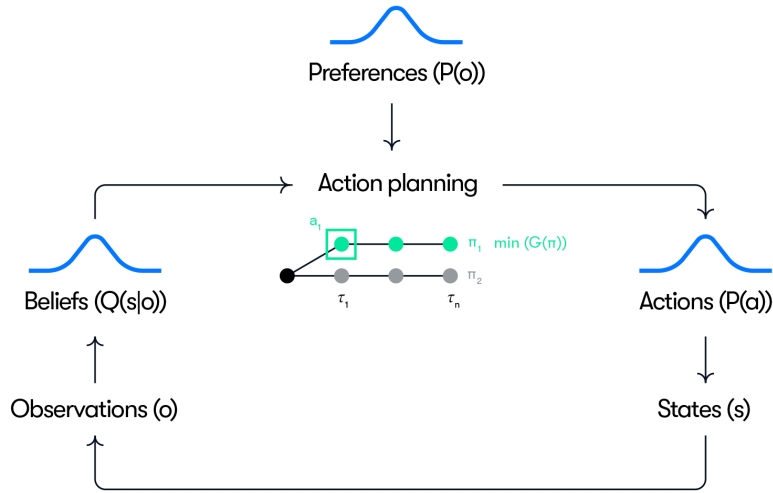 Preferences (P(o))
Action planning
a₁
π₁ min (G(π))
π₂
τ₁ τₙ
Beliefs (Q(s|o))
Actions (P(a))
Observations (o)
States (s)